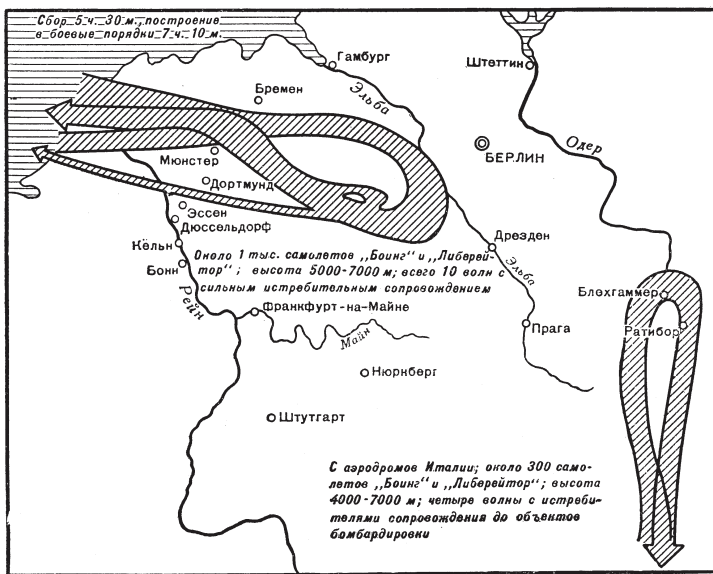 Сбор 5 ч. 30 м., построение
в боевые порядки 7 ч. 10 м.
Гамбург
Штеттин
Бремен
Эльба
Одер
БЕРЛИН
Мюнстер
Дортмунд
Эссен
Дюссельдорф
Кёльн
Бонн
Рейн
Около 1 тыс. самолетов „Боинг“ и „Либерей-
тор“; высота 5000-7000 м; всего 10 волн с
сильным истребительным сопровождением
Дрезден
Эльба
Блехгаммер
Ратибор
Франкфурт-на-Майне
Майн
Прага
Нюрнберг
Штутгарт
С аэродромов Италии; около 300 само-
летов „Боинг“ и „Либерейтор“; высота
4000-7000 м; четыре волны с истреби-
телями сопровождения до объектов
бомбардировки